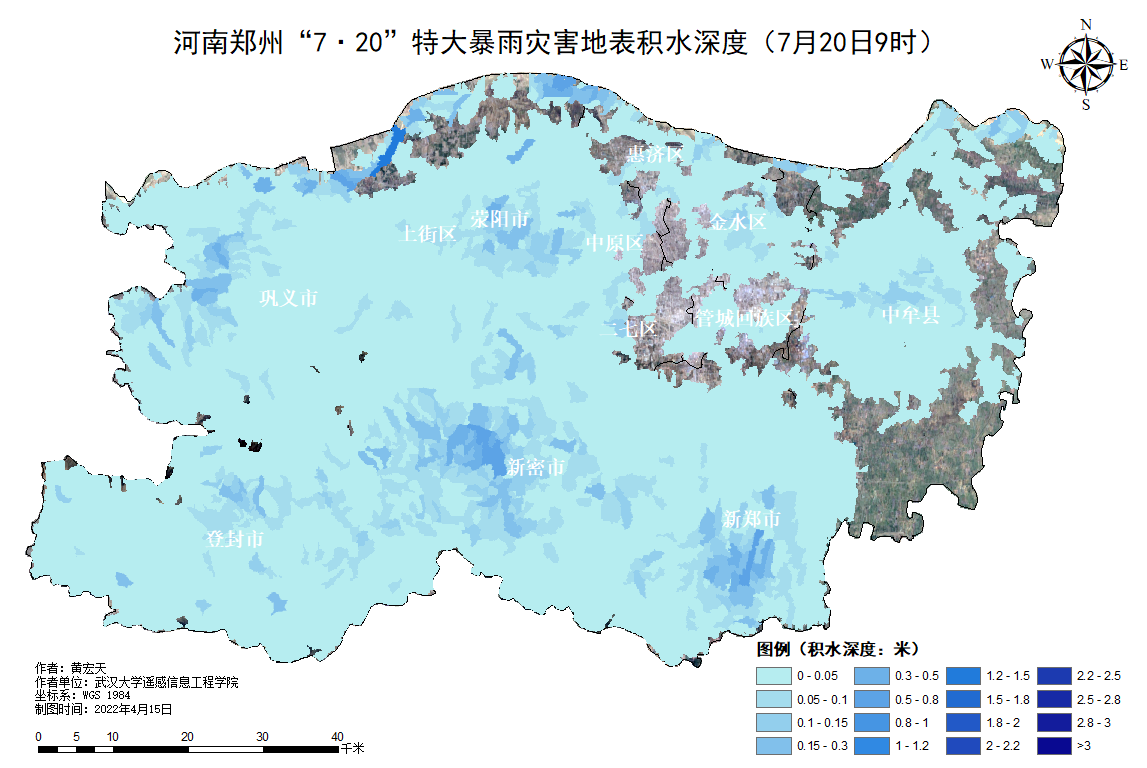 河南郑州“7·20”特大暴雨灾害地表积水深度（7月20日9时）
N
W E
S
惠济区
荥阳市
金水区
上街区
中原区
巩义市
中牟县
管城回族区
二七区
新密市
新郑市
登封市
图例（积水深度：米）
0 - 0.05 0.3 - 0.5 1.2 - 1.5 2.2 - 2.5
0.05 - 0.1 0.5 - 0.8 1.5 - 1.8 2.5 - 2.8
0.1 - 0.15 0.8 - 1 1.8 - 2 2.8 - 3
0.15 - 0.3 1 - 1.2 2 - 2.2 >3
作者：黄宏天
作者单位：武汉大学遥感信息工程学院
坐标系：WGS 1984
制图时间：2022年4月15日
0 5 10 20 30 40
千米